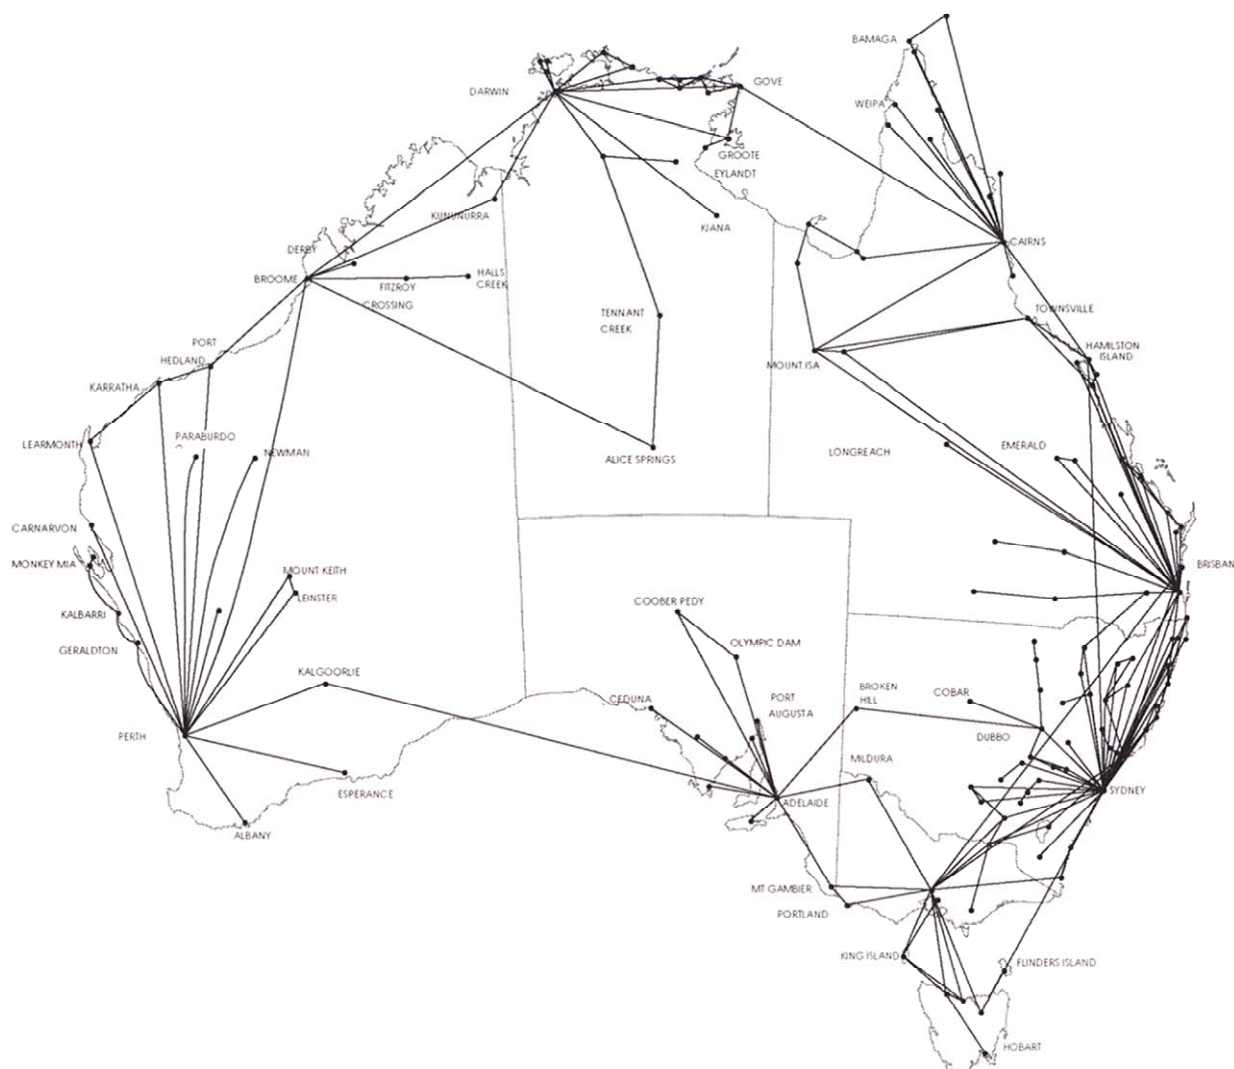 BAMAGA
DARWIN
GOVE
WEIPA
GROOTE
EYLANDT
KUNUNURRA
KIANA
CAIRNS
DERBY
BROOME
FITZROY
CROSSING
HALLS
CREEK
TENNANT
CREEK
TOWNSVILLE
PORT
HEDLAND
HAMILSTON
ISLAND
MOUNT ISA
KARRATHA
LEARMONTH
PARABURDO
NEWMAN
ALICE SPRINGS
LONGREACH
EMERALD
CARNARVON
MONKEY MIA
MOUNT KEITH
LEINSTER
BRISBAN
KALBARRI
COOBER PEDY
GERALDTON
OLYMPIC DAM
KALGOORLIE
CEDUNA
PORT
AUGUSTA
BROKEN
HILL
COBAR
PERTH
DUBBO
MILDURA
ESPERANCE
ADELAIDE
SYDNEY
ALBANY
MT GAMBIER
PORTLAND
KING ISLAND
FLINDERS ISLAND
HOBART